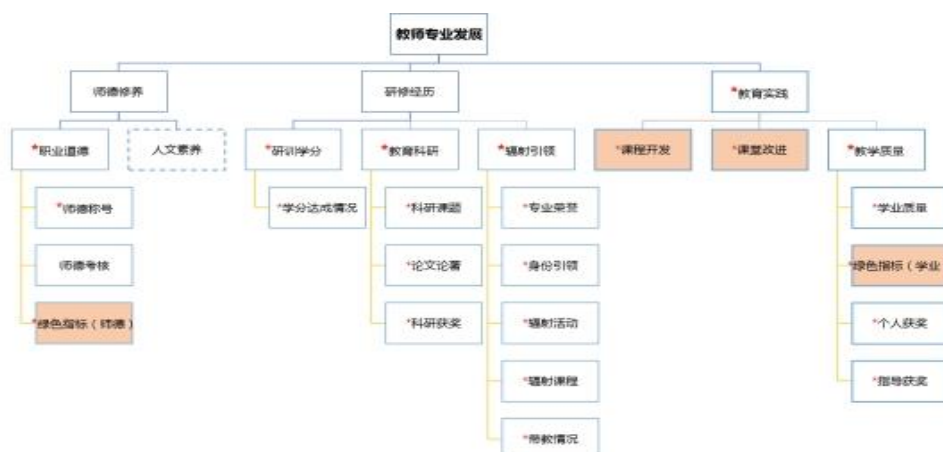 教师专业发展
师德修养
研修经历
*教育实践
*职业道德
人文素养
*研训学分
*教育科研
*辐射引领
*课程开发
*课堂改进
*教学质量
*师德称号
*学分达成情况
*科研课题
*专业荣誉
*学业质量
师德考核
*论文论著
*身份引领
*绿色指标（学业
*绿色指标（师德）
*科研获奖
*辐射活动
*个人获奖
*辐射课程
*指导获奖
*带教情况